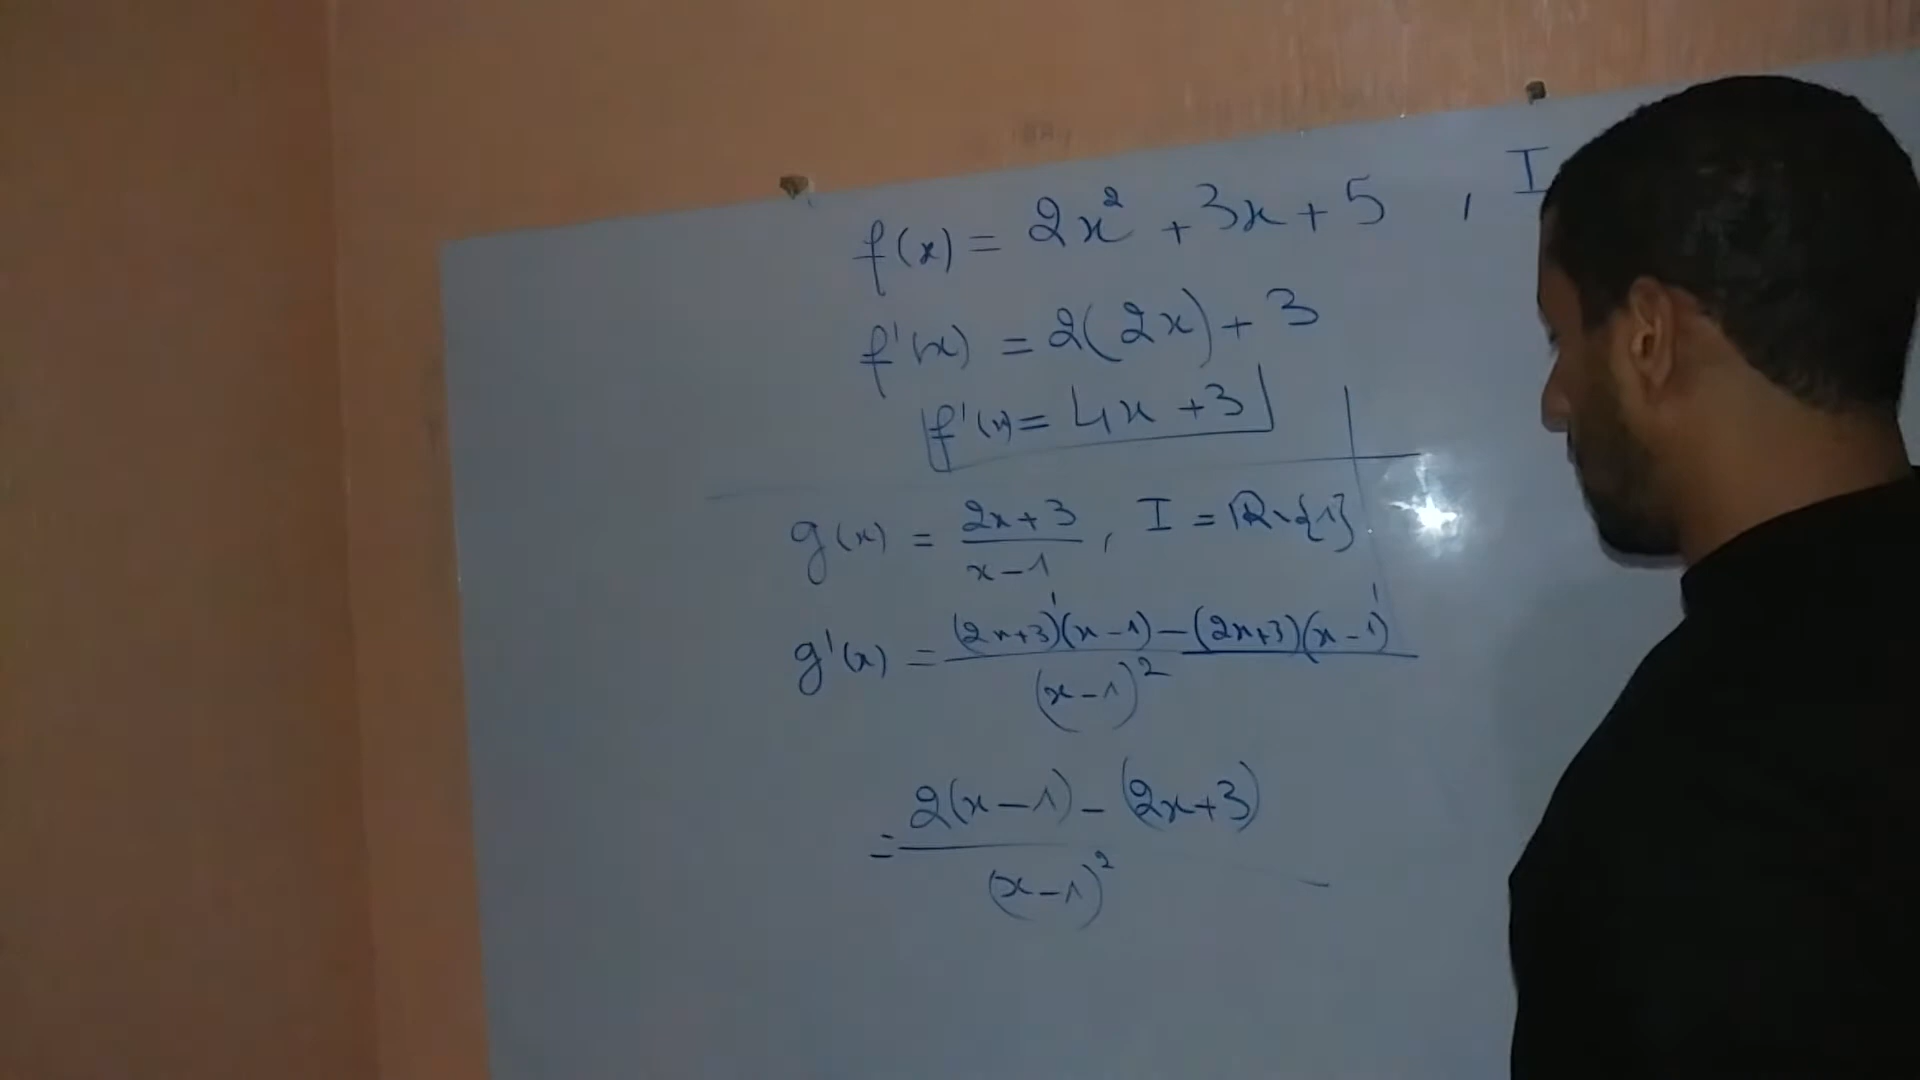 f(x) = 2x² + 3x + 5 , I
f'(x) = 2(2x) + 3
f'(x) = 4x + 3
g(x) = (2x+3)/(x-1) , I = ℝ \ {1}
g'(x) = ((2x+3)'(x-1) - (2x+3)(x-1)')/(x-1)²
= (2(x-1) - (2x+3))/(x-1)²